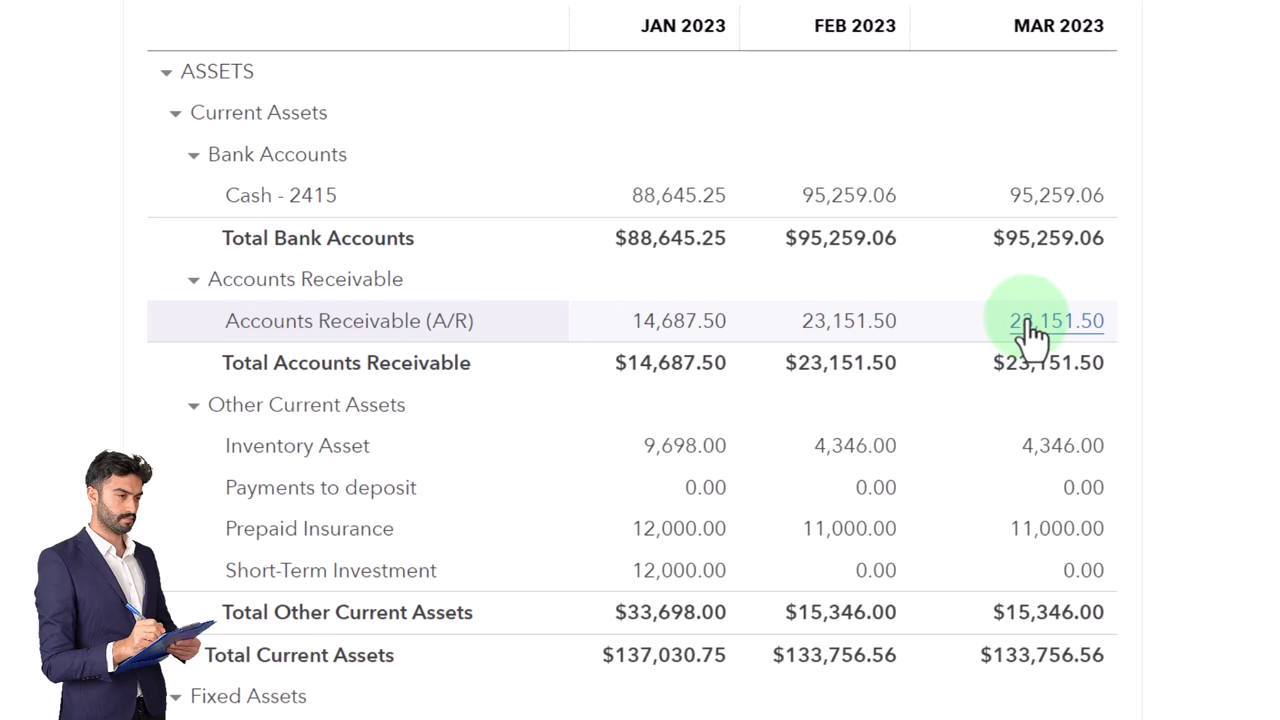 JAN 2023 FEB 2023 MAR 2023
ASSETS
Current Assets
Bank Accounts
Cash - 2415 88,645.25 95,259.06 95,259.06
Total Bank Accounts $88,645.25 $95,259.06 $95,259.06
Accounts Receivable
Accounts Receivable (A/R) 14,687.50 23,151.50 23,151.50
Total Accounts Receivable $14,687.50 $23,151.50 $23,151.50
Other Current Assets
Inventory Asset 9,698.00 4,346.00 4,346.00
Payments to deposit 0.00 0.00 0.00
Prepaid Insurance 12,000.00 11,000.00 11,000.00
Short-Term Investment 12,000.00 0.00 0.00
Total Other Current Assets $33,698.00 $15,346.00 $15,346.00
Total Current Assets $137,030.75 $133,756.56 $133,756.56
Fixed Assets